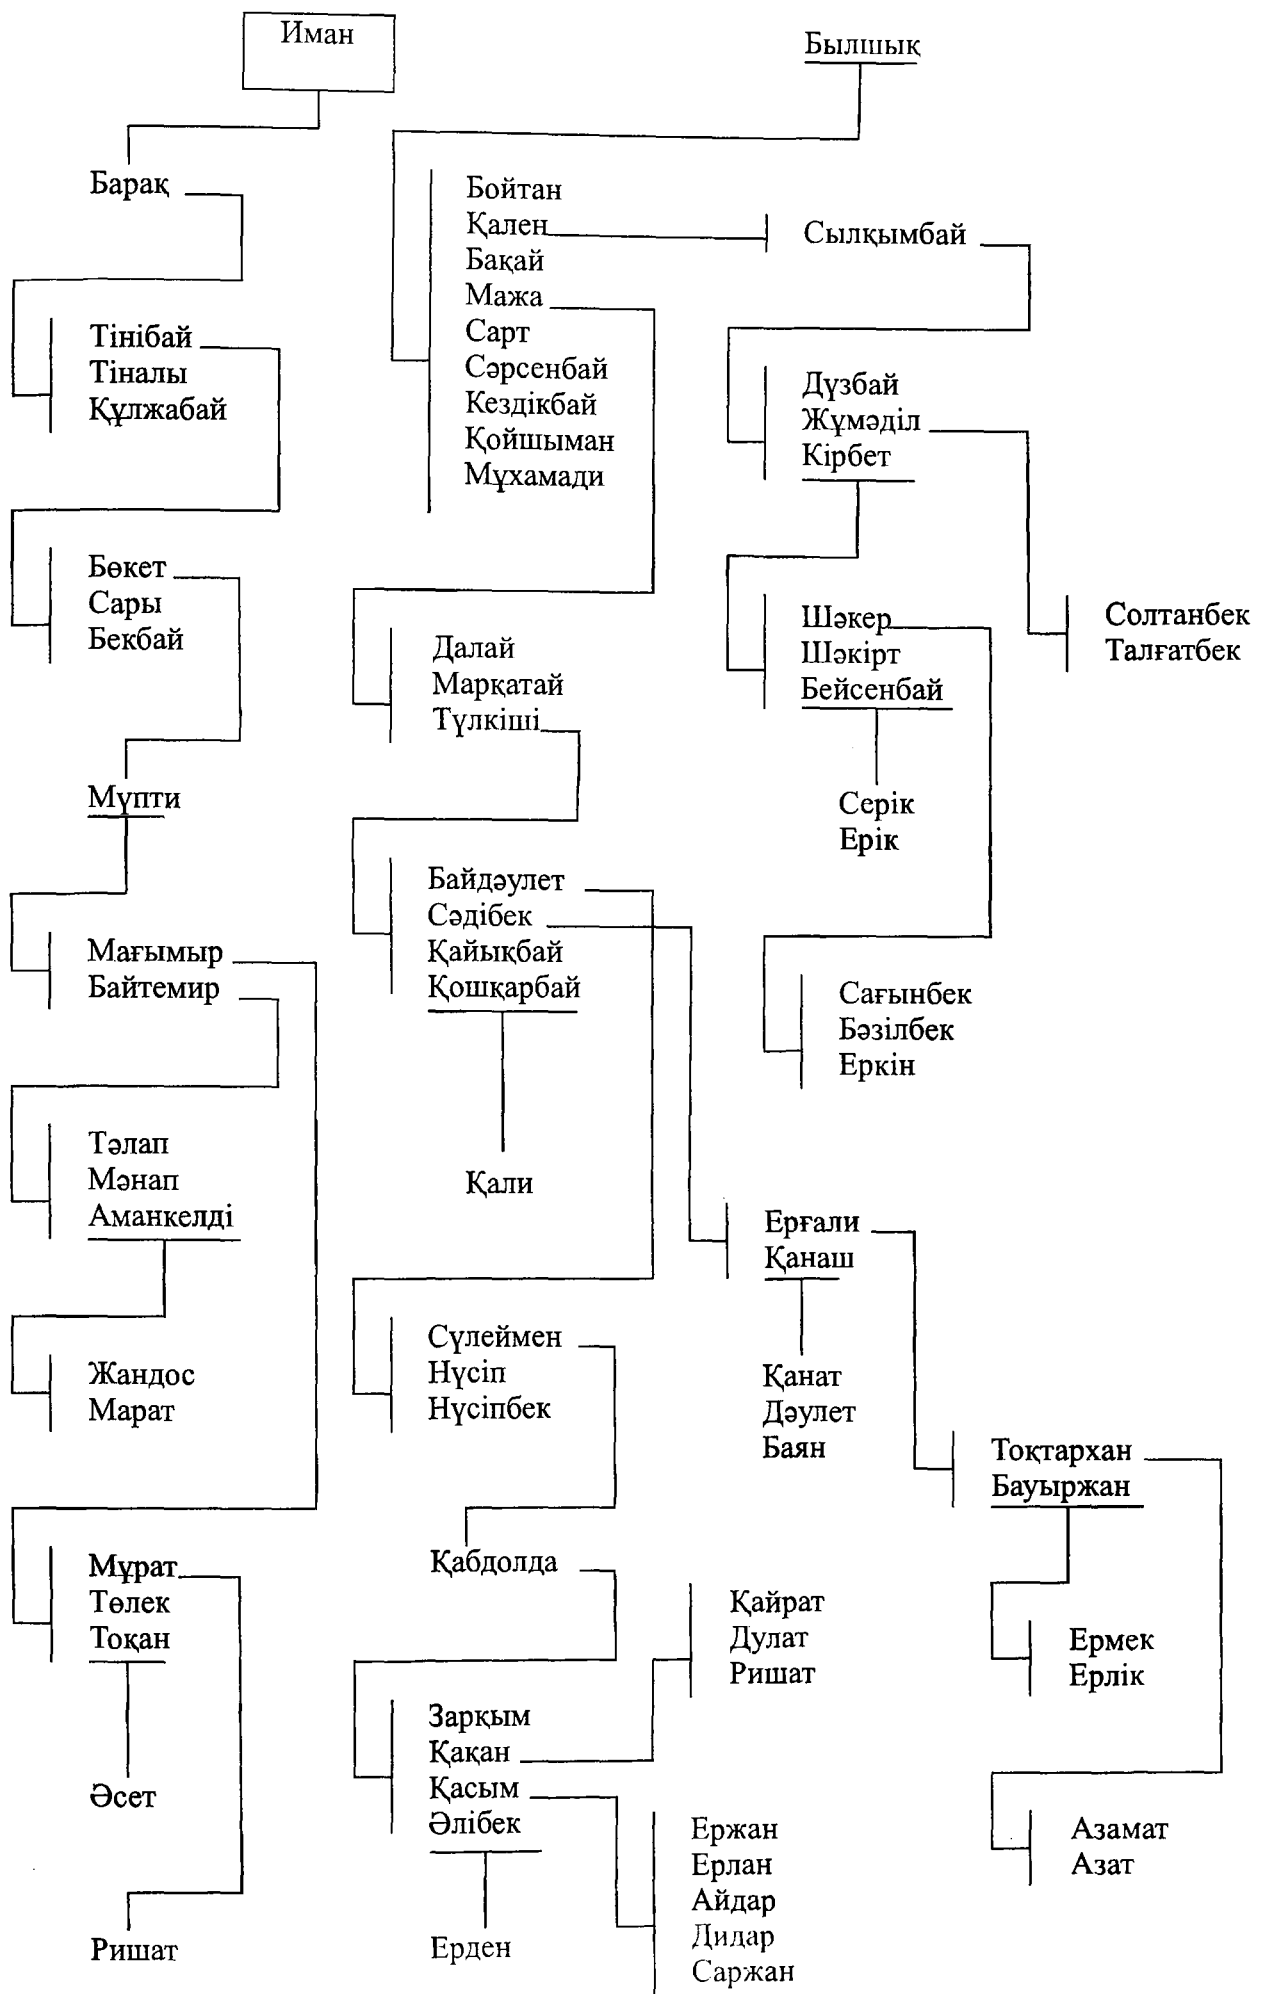 Иман
Былшық
Барақ
Бойтан
Қален
Бақай
Мажа
Сарт
Сәрсенбай
Кездікбай
Қойшыман
Мұхамади
Сылқымбай
Тінібай
Тіналы
Құлжабай
Дүзбай
Жұмәділ
Кірбет
Бөкет
Сары
Бекбай
Далай
Марқатай
Түлкіші
Шәкер
Шәкірт
Бейсенбай
Солтанбек
Талғатбек
Мүпти
Серік
Ерік
Байдәулет
Сәдібек
Қайықбай
Қошқарбай
Мағымыр
Байтемир
Сағынбек
Бәзілбек
Еркін
Тәлап
Мәнап
Аманкелді
Қали
Ерғали
Қанаш
Жандос
Марат
Сүлеймен
Нүсіп
Нүсіпбек
Қанат
Дәулет
Баян
Тоқтархан
Бауыржан
Мұрат
Төлек
Тоқан
Қабдолда
Қайрат
Дулат
Ришат
Ермек
Ерлік
Зарқым
Қақан
Қасым
Әлібек
Әсет
Ержан
Ерлан
Айдар
Дидар
Саржан
Азамат
Азат
Ришат
Ерден